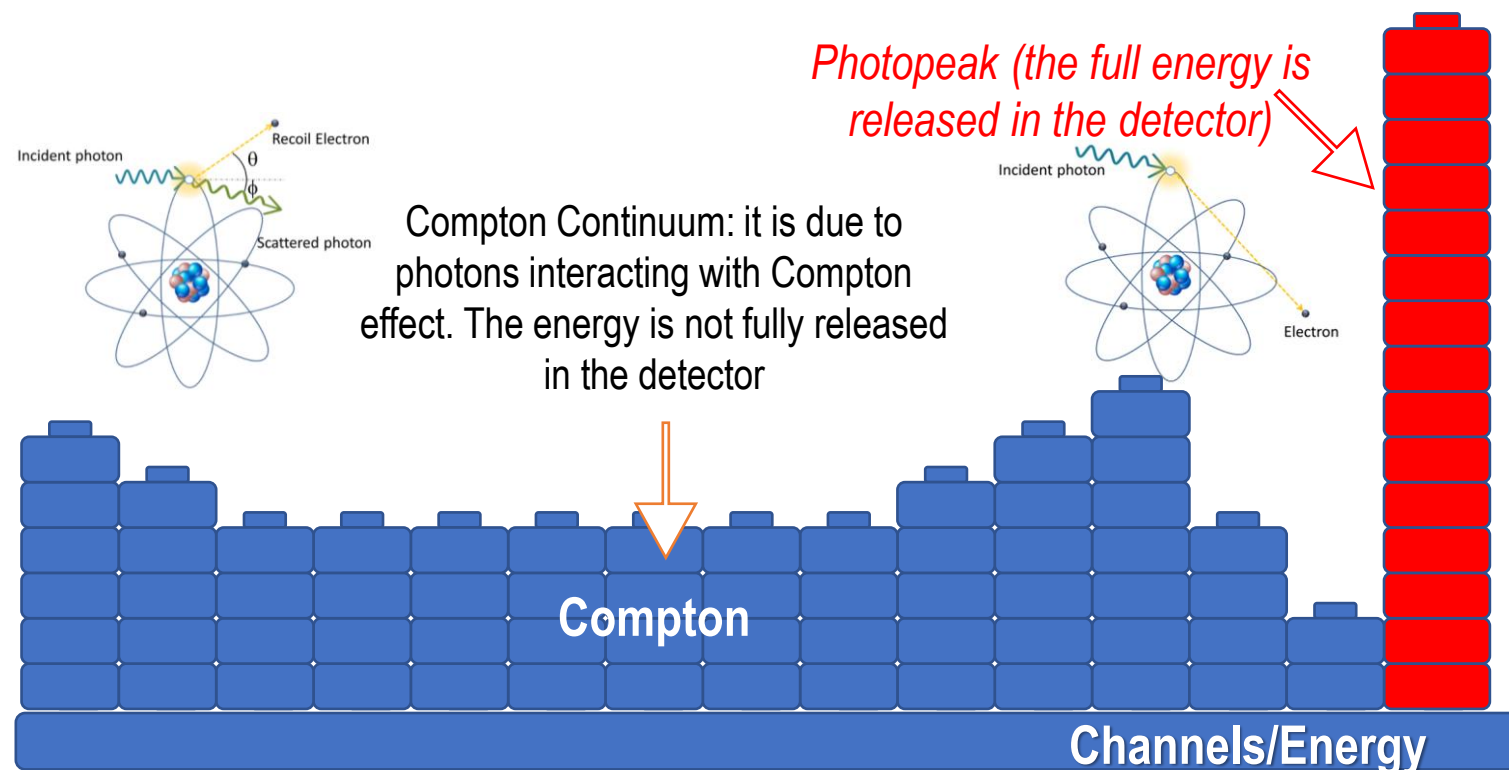 Photopeak (the full energy is
released in the detector)
Incident photon
Recoil Electron
θ
ϕ
Scattered photon
Compton Continuum: it is due to
photons interacting with Compton
effect. The energy is not fully released
in the detector
Incident photon
Electron
Compton
Channels/Energy